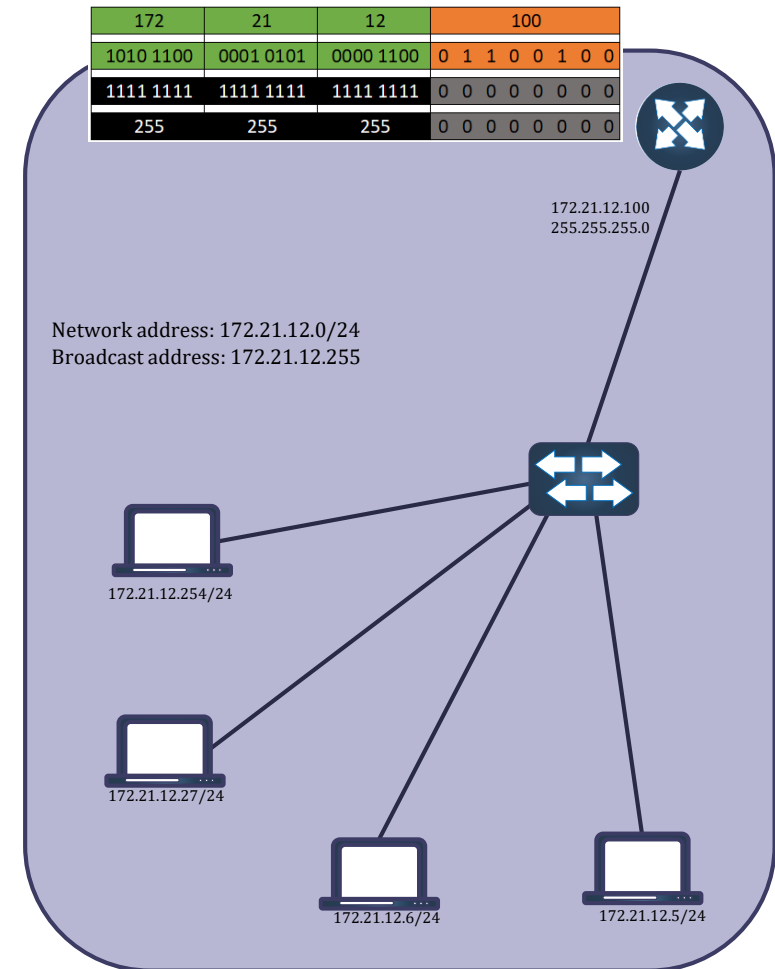 172 21 12 100
1010 1100 0001 0101 0000 1100 0 1 1 0 0 1 0 0
1111 1111 1111 1111 1111 1111 0 0 0 0 0 0 0 0
255 255 255 0 0 0 0 0 0 0 0
172.21.12.100
255.255.255.0
Network address: 172.21.12.0/24
Broadcast address: 172.21.12.255
172.21.12.254/24
172.21.12.27/24
172.21.12.6/24
172.21.12.5/24